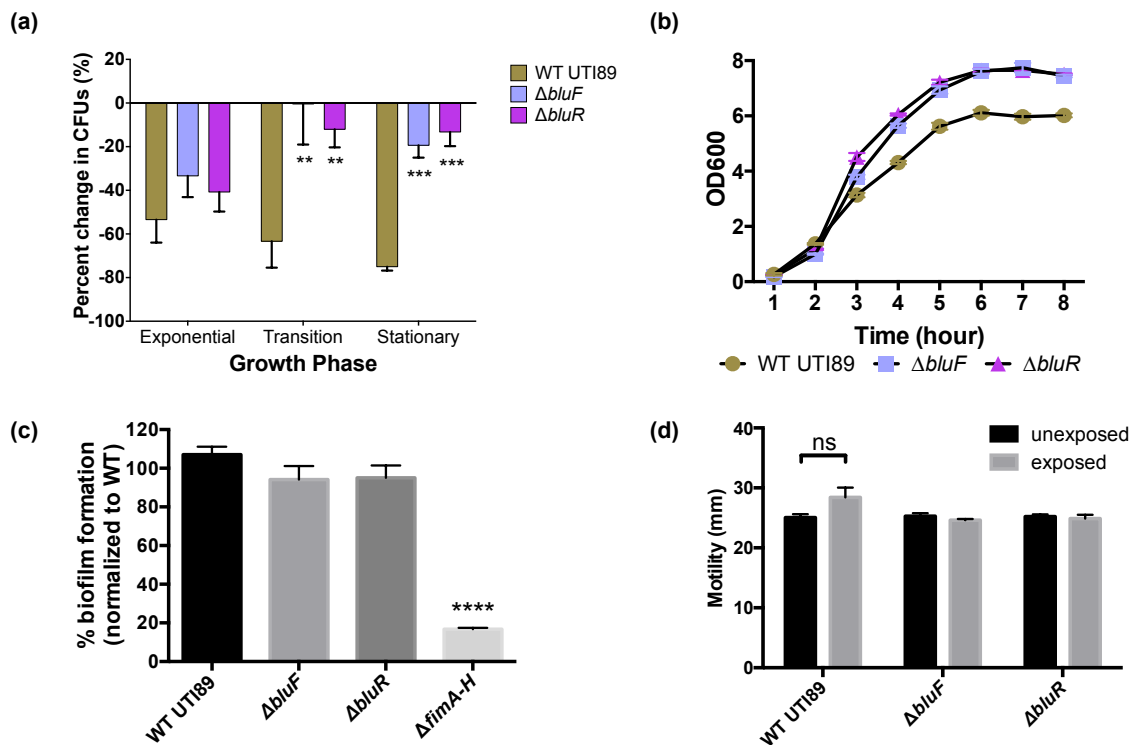 (a)
Percent change in CFUs (%)
20
0
-20
-40
-60
-80
-100
** ** *** ***
Exponential Transition Stationary
Growth Phase
WT UTI89
ΔbluF
ΔbluR
(b)
OD600
8
6
4
2
0
1 2 3 4 5 6 7 8
Time (hour)
WT UTI89 ΔbluF ΔbluR
(c)
% biofilm formation
(normalized to WT)
120
100
80
60
40
20
0
****
WT UTI89 ΔbluF ΔbluR ΔfimA-H
(d)
Motility (mm)
40
30
20
10
0
ns
unexposed
exposed
WT UTI89 ΔbluF ΔbluR